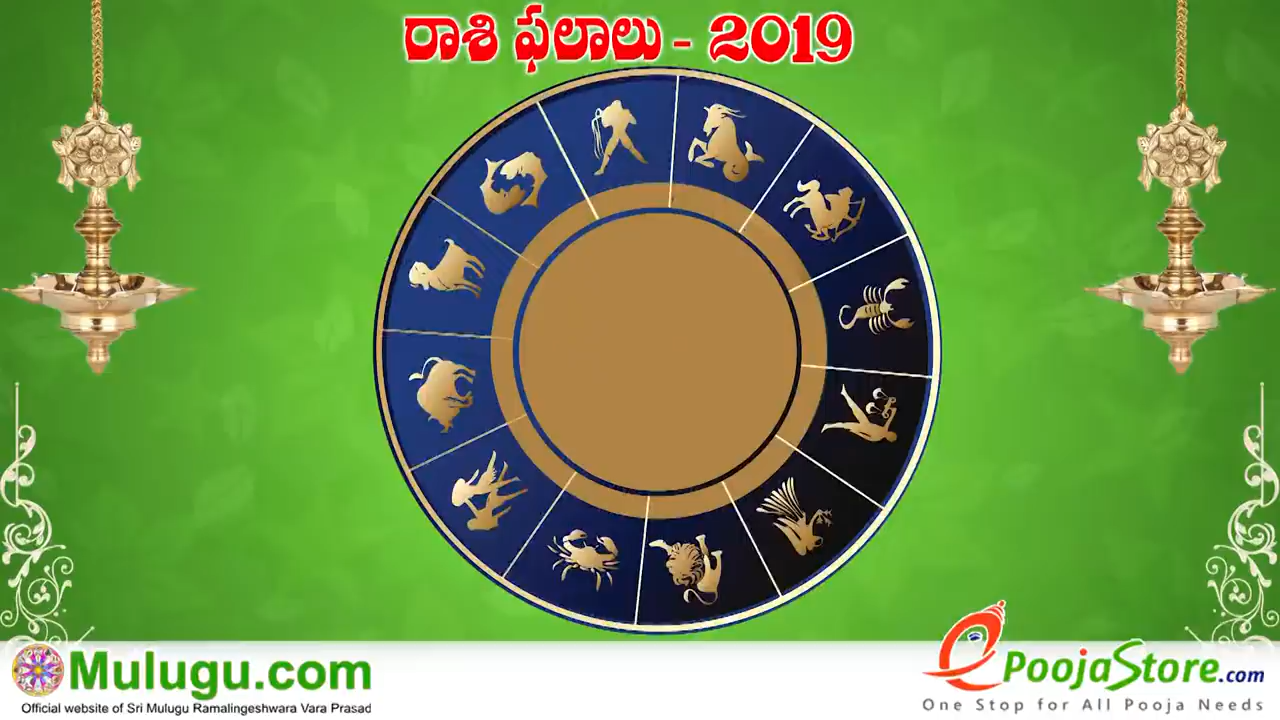 రాశి ఫలాలు - 2019
Mulugu.com
Official website of Sri Mulugu Ramalingeshwara Vara Prasad
ePoojaStore.com
One Stop for All Pooja Needs